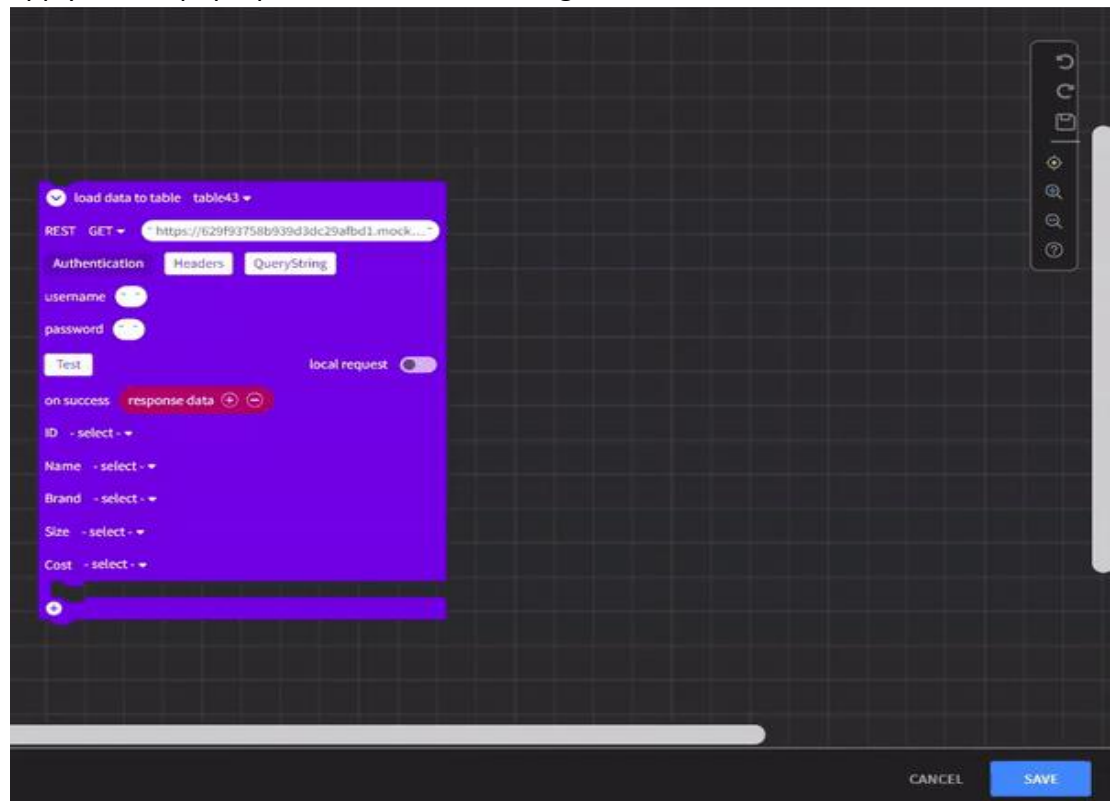 load data to table table43
REST GET " https://629f93758b939d3dc29afbd1.mock... "
Authentication Headers QueryString
username " "
password " "
Test local request
on success response data
ID - select -
Name - select -
Brand - select -
Size - select -
Cost - select -
CANCEL SAVE